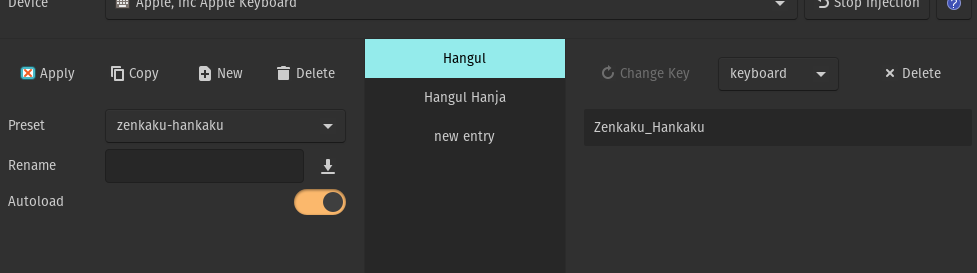 Device
Apple, Inc Apple Keyboard
Stop Injection
Apply
Copy
New
Delete
Preset
zenkaku-hankaku
Rename
Autoload
Hangul
Hangul Hanja
new entry
Change Key
keyboard
Delete
Zenkaku_Hankaku